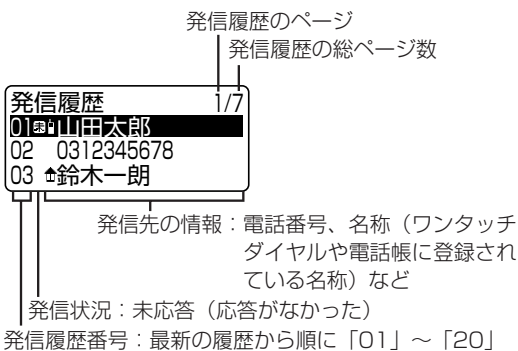 発信履歴のページ
発信履歴の総ページ数
発信履歴 1/7
01未山田太郎
02 0312345678
03 鈴木一朗
発信先の情報：電話番号、名称（ワンタッチ
ダイヤルや電話帳に登録され
ている名称）など
発信状況：未応答（応答がなかった）
発信履歴番号：最新の履歴から順に「01」～「20」